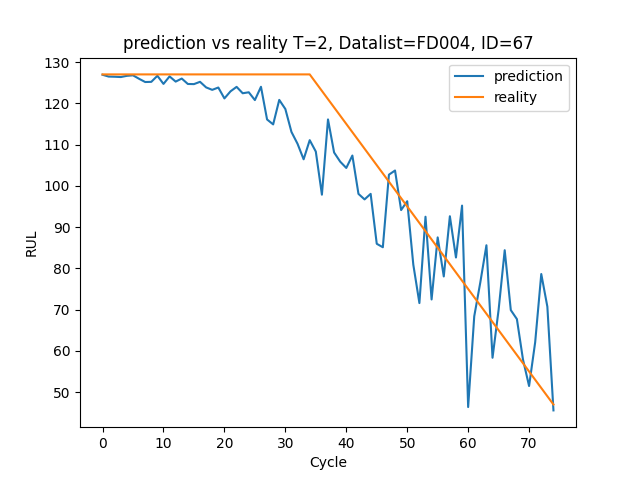 prediction vs reality T=2, Datalist=FD004, ID=67
prediction
reality
RUL
130
120
110
100
90
80
70
60
50
0 10 20 30 40 50 60 70
Cycle